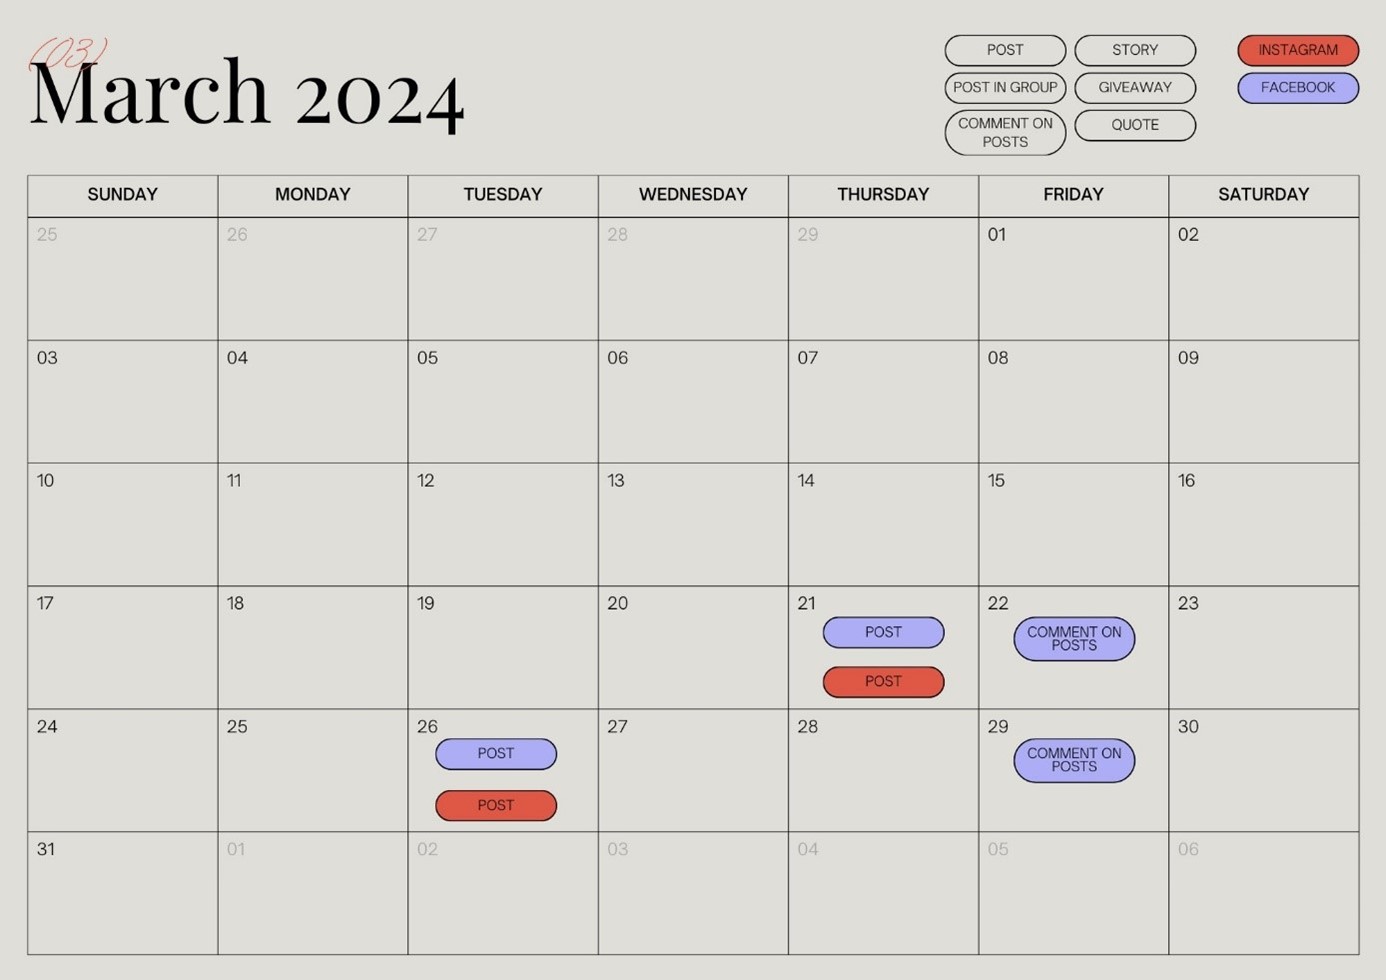 (03)
March 2024
POST STORY INSTAGRAM
POST IN GROUP GIVEAWAY FACEBOOK
COMMENT ON
POSTS
QUOTE
SUNDAY MONDAY TUESDAY WEDNESDAY THURSDAY FRIDAY SATURDAY
25 26 27 28 29 01 02
03 04 05 06 07 08 09
10 11 12 13 14 15 16
17 18 19 20 21 22 23
POST
COMMENT ON
POSTS
POST
24 25 26 27 28 29 30
POST
COMMENT ON
POSTS
POST
31 01 02 03 04 05 06